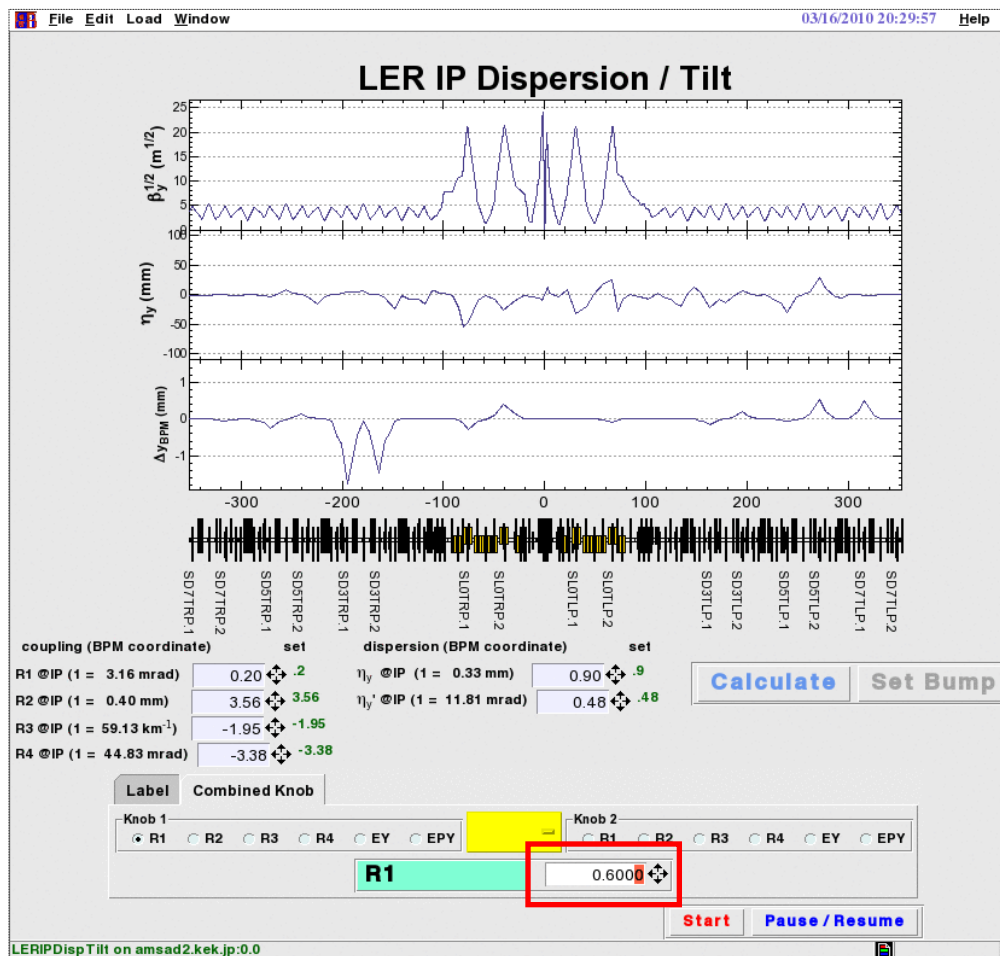 File Edit Load Window 03/16/2010 20:29:57 Help
LER IP Dispersion / Tilt
βy^1/2 (m^1/2)
25
20
15
10
5
0
ηy (mm)
100
50
0
-50
-100
ΔyBPM (mm)
1
0
-1
-300 -200 -100 0 100 200 300
SD7TRP.1 SD7TRP.2 SD5TRP.1 SD5TRP.2 SD3TRP.1 SD3TRP.2 SL0TRP.1 SL0TRP.2 SL0TLP.1 SL0TLP.2 SD3TLP.1 SD3TLP.2 SD5TLP.1 SD5TLP.2 SD7TLP.1 SD7TLP.2
coupling (BPM coordinate) set dispersion (BPM coordinate) set
R1 @IP (1 = 3.16 mrad) 0.20 .2 ηy @IP (1 = 0.33 mm) 0.90 .9
R2 @IP (1 = 0.40 mm) 3.56 3.56 ηy' @IP (1 = 11.81 mrad) 0.48 .48
R3 @IP (1 = 59.13 km^-1) -1.95 -1.95
R4 @IP (1 = 44.83 mrad) -3.38 -3.38
Calculate Set Bump
Label Combined Knob
Knob 1 Knob 2
R1 R2 R3 R4 EY EPY R1 R2 R3 R4 EY EPY
R1 0.6000
Start Pause / Resume
LERIPDispTilt on amsad2.kek.jp:0.0